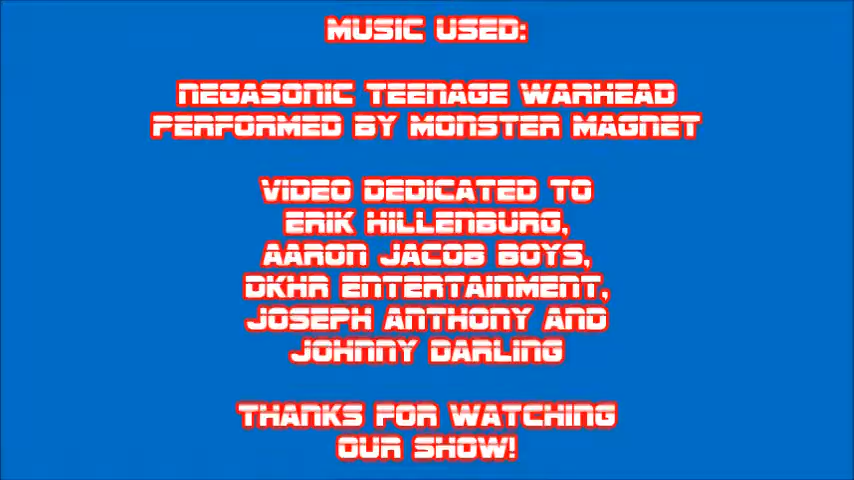 MUSIC USED:
NEGASONIC TEENAGE WARHEAD
PERFORMED BY MONSTER MAGNET
VIDEO DEDICATED TO
ERIK HILLENBURG,
AARON JACOB BOYS,
DKHR ENTERTAINMENT,
JOSEPH ANTHONY AND
JOHNNY DARLING
THANKS FOR WATCHING
OUR SHOW!